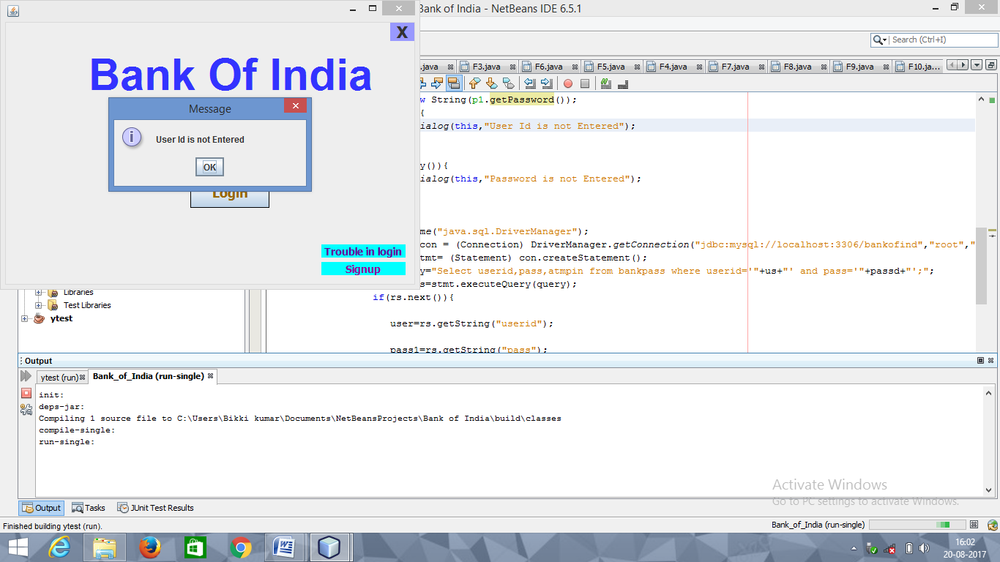 Bank of India - NetBeans IDE 6.5.1
X
Search (Ctrl+I)
Bank Of India
.java
F3.java
F6.java
F5.java
F4.java
F7.java
F8.java
F9.java
F10.ja...
Message
User Id is not Entered
OK
Login
Trouble in login
Signup
w String(p1.getPassword());
{
ialog(this,"User Id is not Entered");
y()){
ialog(this,"Password is not Entered");
me("java.sql.DriverManager");
con = (Connection) DriverManager.getConnection("jdbc:mysql://localhost:3306/bankofind","root","
tmt= (Statement) con.createStatement();
y="Select userid,pass,atmpin from bankpass where userid='"+us+"' and pass='"+passd+"';";
s=stmt.executeQuery(query);
if(rs.next()){
user=rs.getString("userid");
pass1=rs.getString("pass");
Libraries
Test Libraries
ytest
Output
ytest (run)
Bank_of_India (run-single)
init:
deps-jar:
Compiling 1 source file to C:\Users\Bikki kumar\Documents\NetBeansProjects\Bank of India\build\classes
compile-single:
run-single:
Activate Windows
Go to PC settings to activate Windows.
Output
Tasks
JUnit Test Results
Finished building ytest (run).
Bank_of_India (run-single)
16:02
20-08-2017